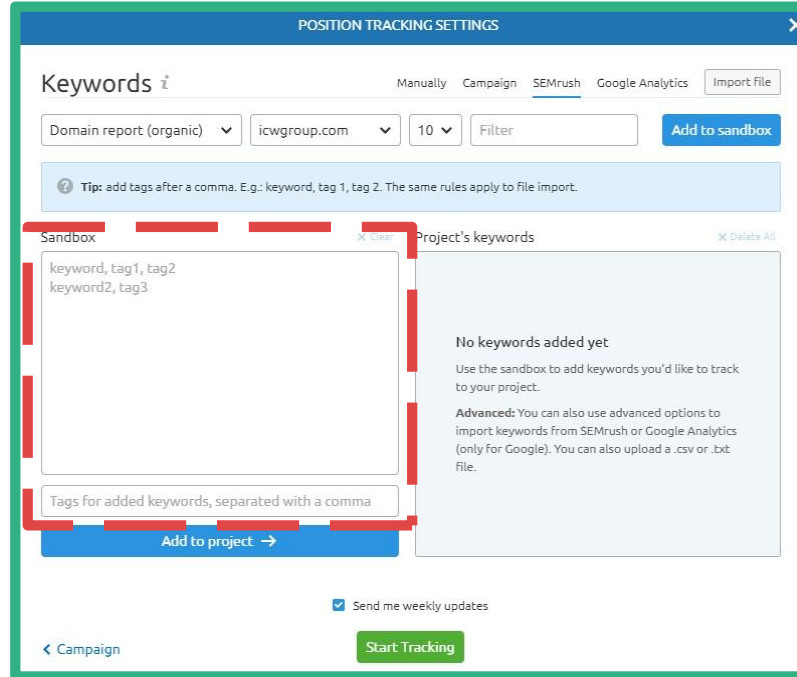 POSITION TRACKING SETTINGS
Keywords i
Manually Campaign SEMrush Google Analytics Import file
Domain report (organic) icwgroup.com 10 Filter Add to sandbox
Tip: add tags after a comma. E.g.: keyword, tag 1, tag 2. The same rules apply to file import.
Sandbox Clear Project's keywords Delete All
keyword, tag1, tag2
keyword2, tag3
No keywords added yet
Use the sandbox to add keywords you'd like to track
to your project.
Advanced: You can also use advanced options to
import keywords from SEMrush or Google Analytics
(only for Google). You can also upload a .csv or .txt
file.
Tags for added keywords, separated with a comma
Add to project →
Send me weekly updates
Campaign Start Tracking